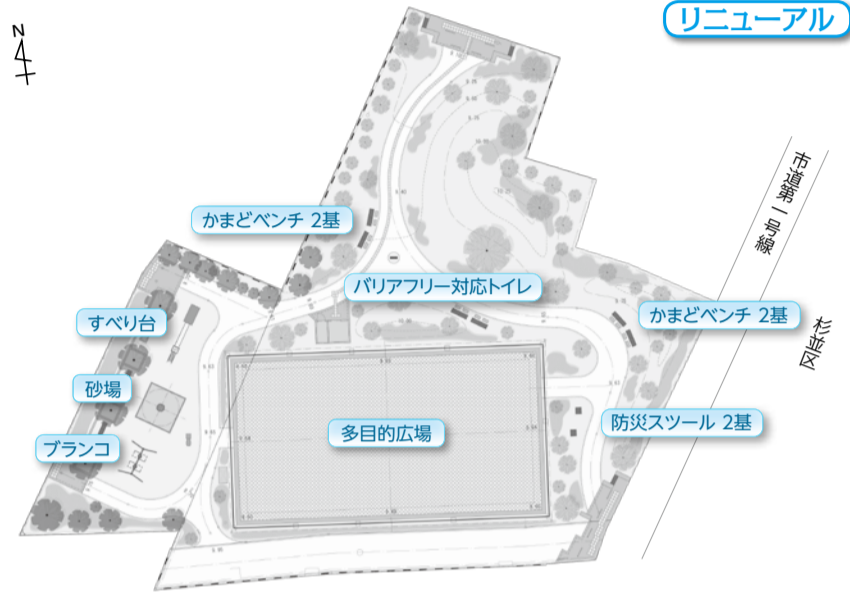 リニューアル
N
市道第一号線
かまどベンチ 2基
バリアフリー対応トイレ
かまどベンチ 2基
すべり台
杉並区
砂場
防災スツール 2基
多目的広場
ブランコ